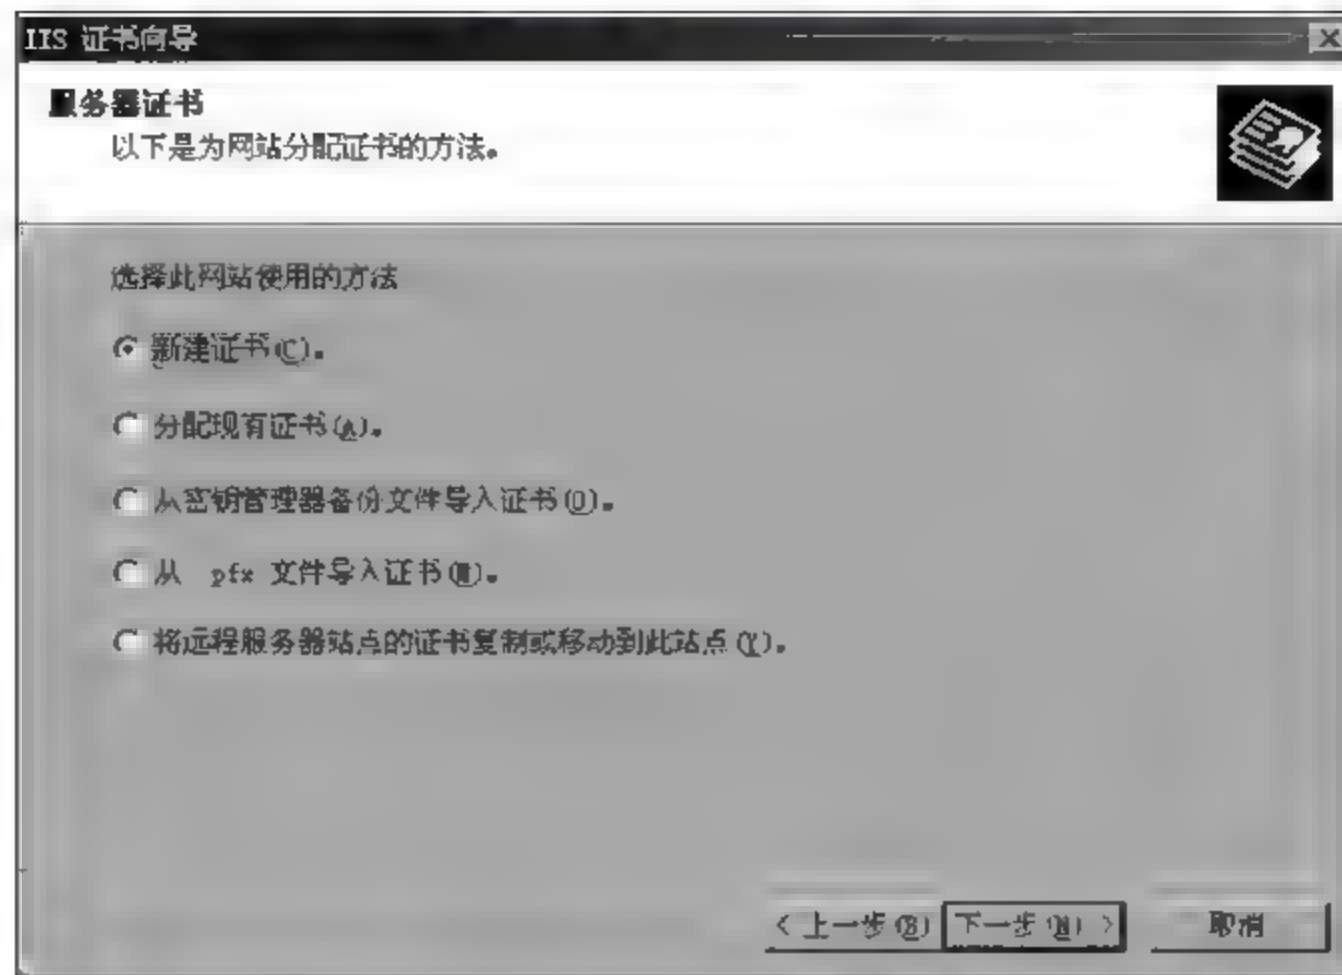 IIS 证书向导
服务器证书
以下是为网站分配证书的方法。
选择此网站使用的方法
新建证书(C)。
分配现有证书(A)。
从密钥管理器备份文件导入证书(O)。
从 pfx 文件导入证书(M)。
将远程服务器站点的证书复制或移动到此站点(Y)。
< 上一步(B) 下一步(N) > 取消